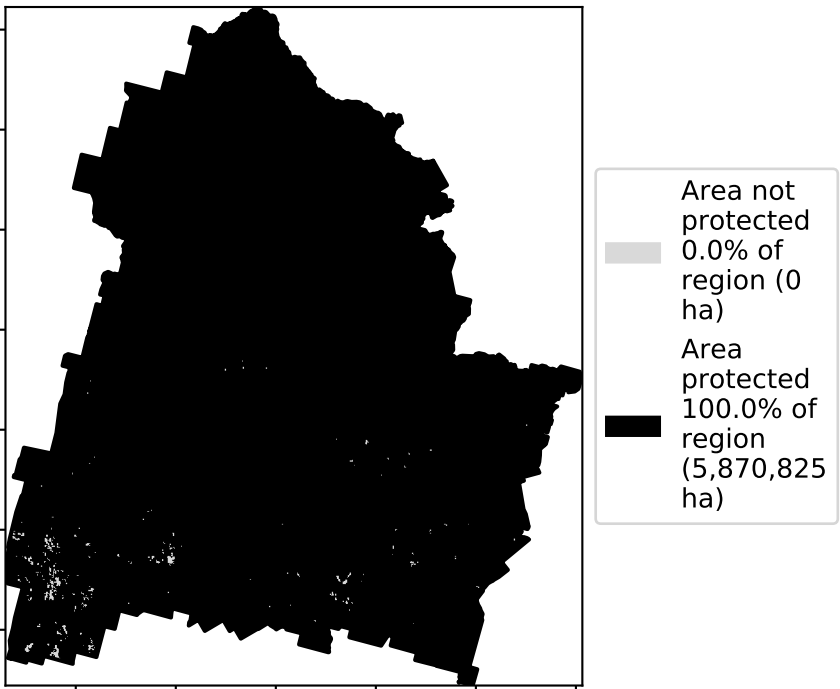 Area not
protected
0.0% of
region (0
ha)
Area
protected
100.0% of
region
(5,870,825
ha)